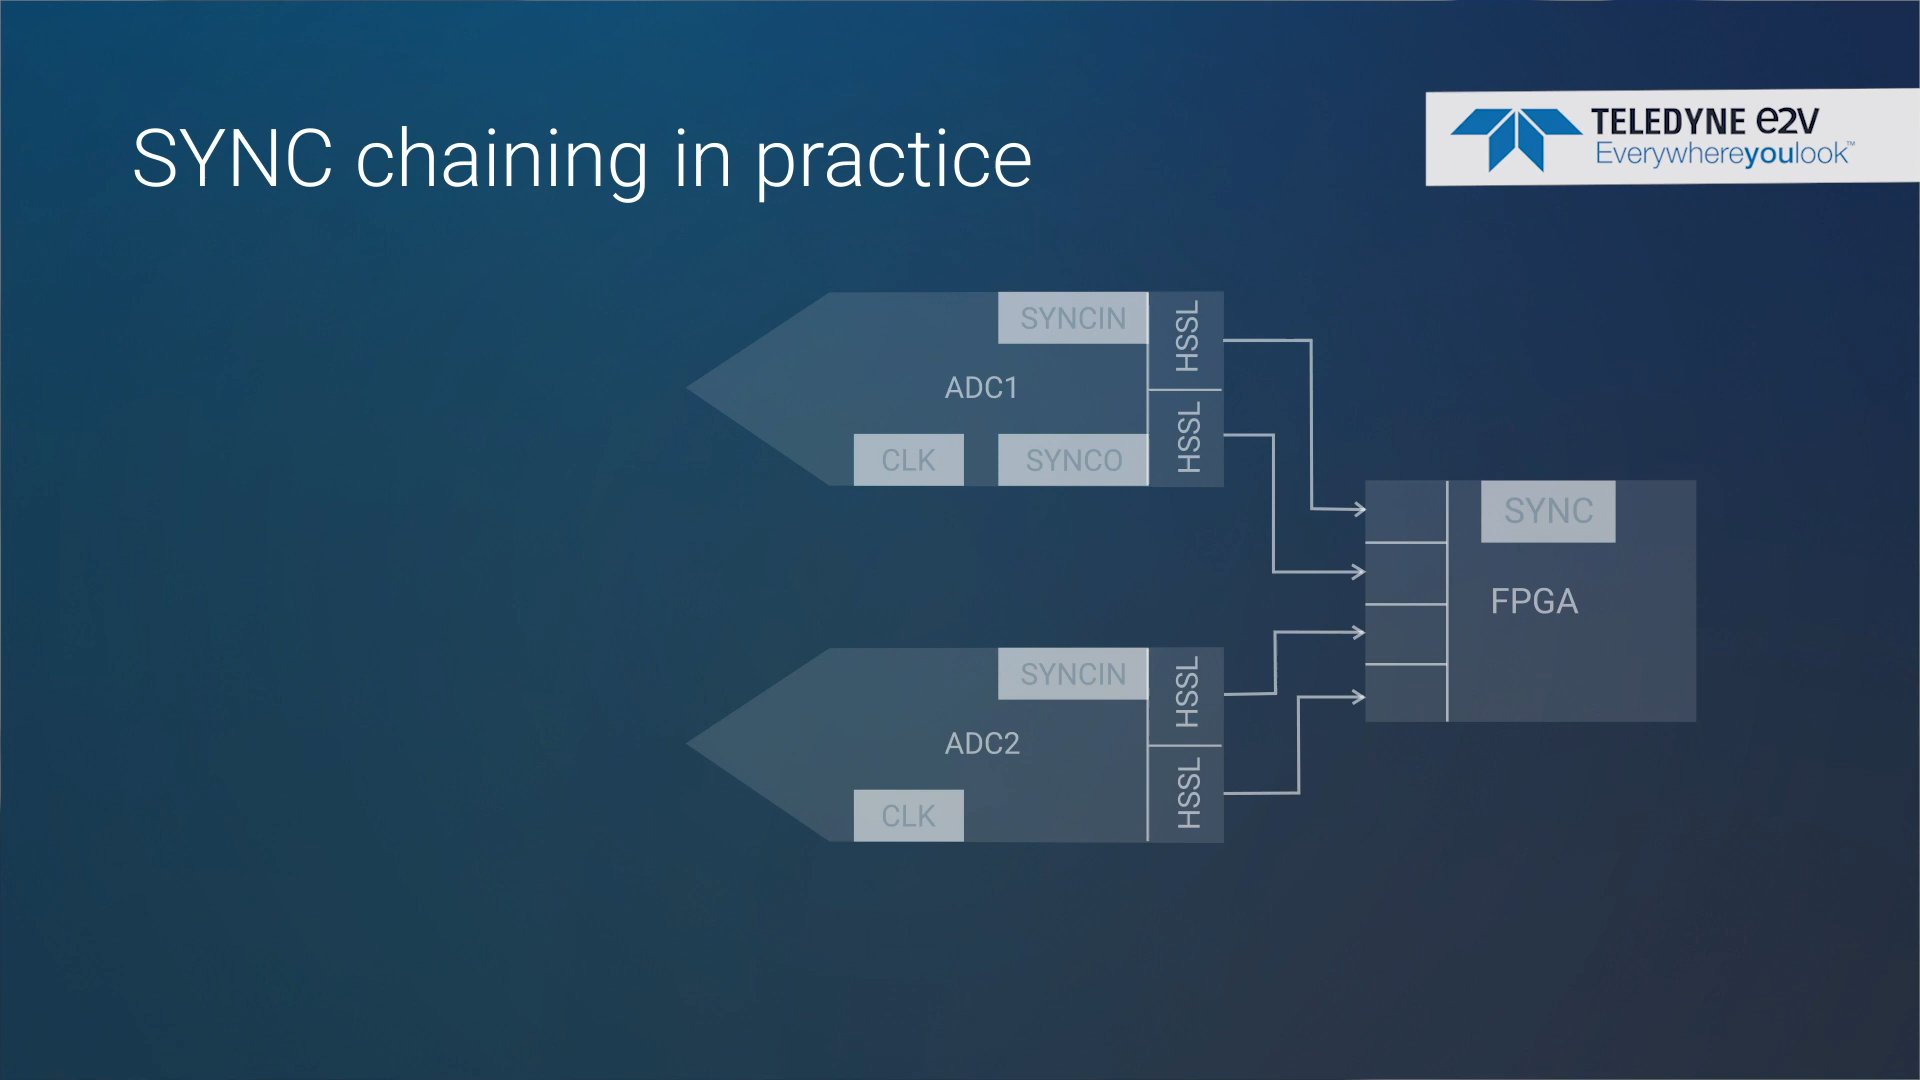 SYNC chaining in practice
TELEDYNE e2v
Everywhereyoulook™
SYNCIN
HSSL
ADC1
HSSL
CLK
SYNCO
SYNC
FPGA
SYNCIN
HSSL
ADC2
HSSL
CLK